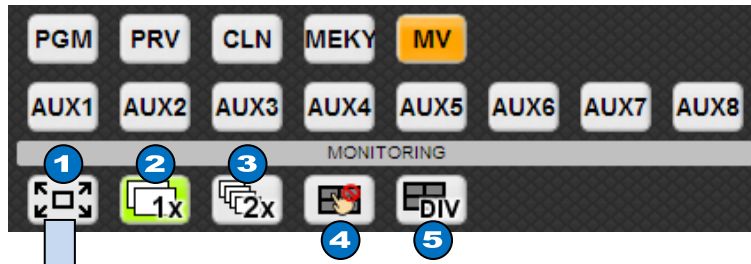 PGM PRV CLN MEKY MV
AUX1 AUX2 AUX3 AUX4 AUX5 AUX6 AUX7 AUX8
MONITORING
1 2 3
1x 2x DIV
4 5